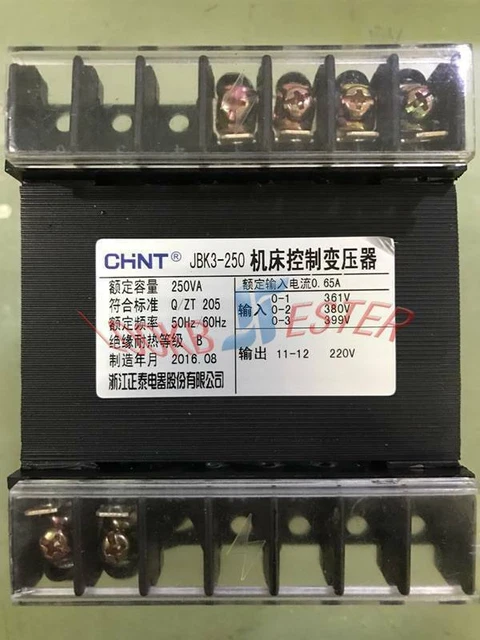 CHNT® JBK3-250 机床控制变压器
额定容量 250VA
符合标准 Q/ZT 205
额定频率 50Hz~60Hz
绝缘耐热等级 B
制造年月 2016.08
浙江正泰电器股份有限公司
额定输入电流0.65A
0-1 361V
输入 0-2 380V
0-3 399V
输出 11-12 220V